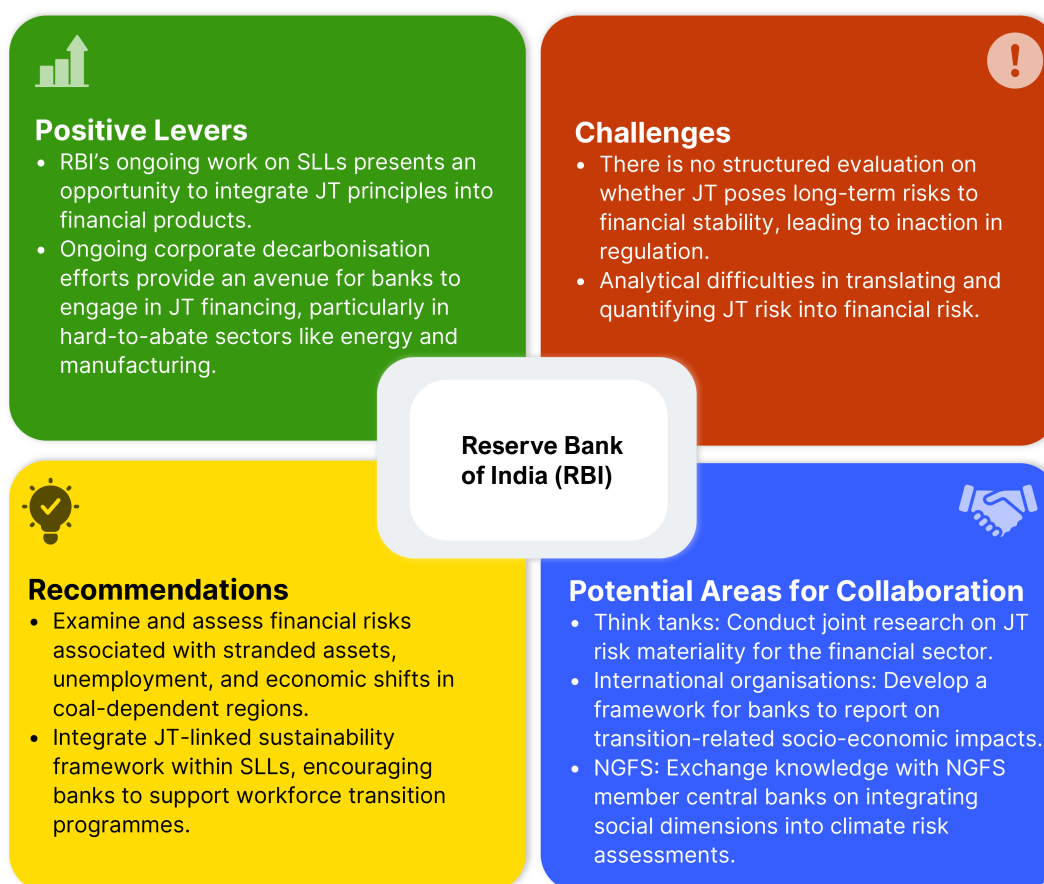 Positive Levers
• RBI’s ongoing work on SLLs presents an
opportunity to integrate JT principles into
financial products.
• Ongoing corporate decarbonisation
efforts provide an avenue for banks to
engage in JT financing, particularly in
hard-to-abate sectors like energy and
manufacturing.
Challenges
• There is no structured evaluation on
whether JT poses long-term risks to
financial stability, leading to inaction in
regulation.
• Analytical difficulties in translating and
quantifying JT risk into financial risk.
Reserve Bank
of India (RBI)
Recommendations
• Examine and assess financial risks
associated with stranded assets,
unemployment, and economic shifts in
coal-dependent regions.
• Integrate JT-linked sustainability
framework within SLLs, encouraging
banks to support workforce transition
programmes.
Potential Areas for Collaboration
• Think tanks: Conduct joint research on JT
risk materiality for the financial sector.
• International organisations: Develop a
framework for banks to report on
transition-related socio-economic impacts.
• NGFS: Exchange knowledge with NGFS
member central banks on integrating
social dimensions into climate risk
assessments.